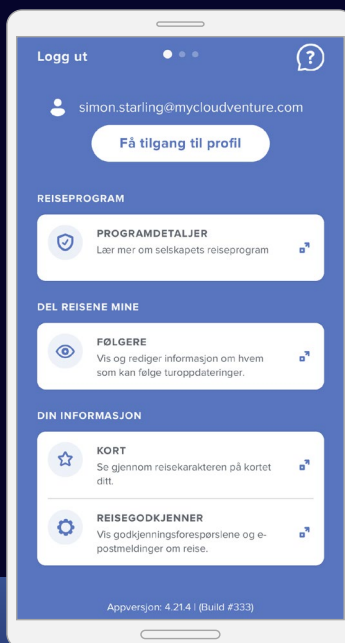 Logg ut
?
simon.starling@mycloudventure.com
Få tilgang til profil
REISEPROGRAM
PROGRAMDETALJER
Lær mer om selskapets reiseprogram
DEL REISENE MINE
FØLGERE
Vis og rediger informasjon om hvem
som kan følge turoppdateringer.
DIN INFORMASJON
KORT
Se gjennom reisekarakteren på kortet
ditt.
REISEGODKJENNER
Vis godkjenningsforespørslene og e-
postmeldinger om reise.
Appversjon: 4.21.4 | (Build #333)